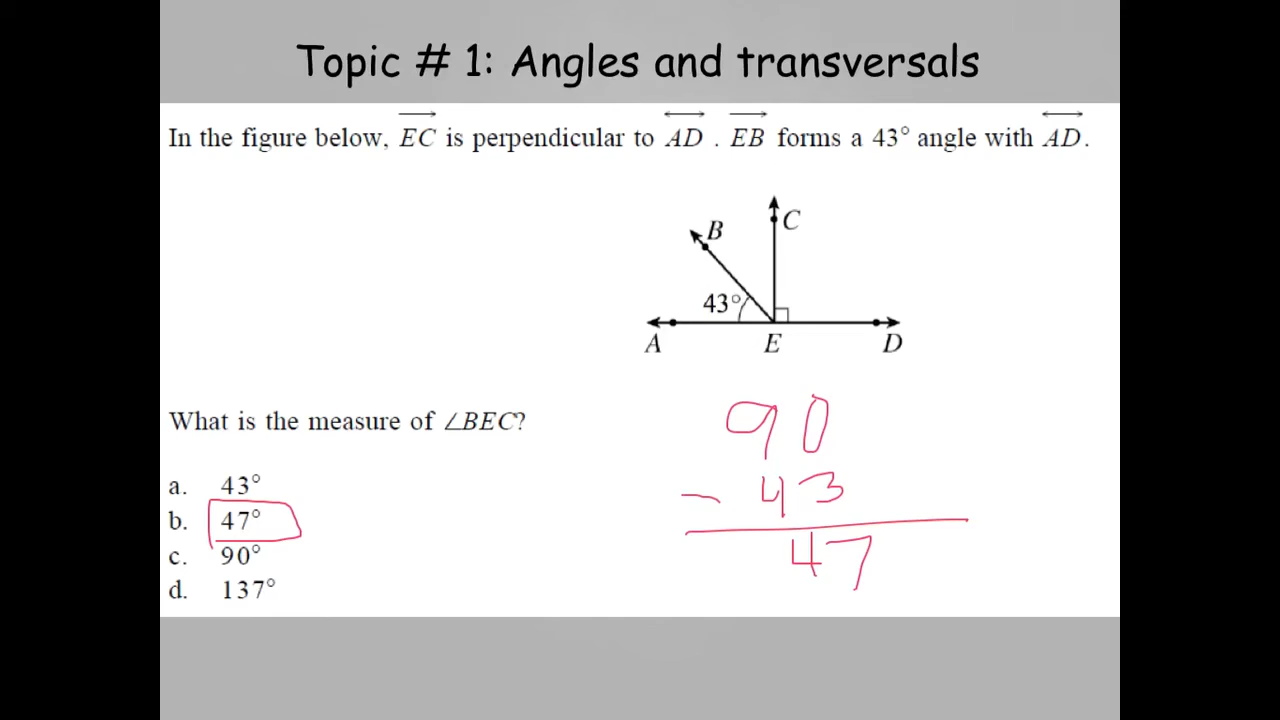 Topic # 1: Angles and transversals
In the figure below, EC is perpendicular to AD . EB forms a 43° angle with AD.
C
B
43°
A E D
What is the measure of ∠BEC?
a. 43°
b. 47°
c. 90°
d. 137°
90
- 43
47